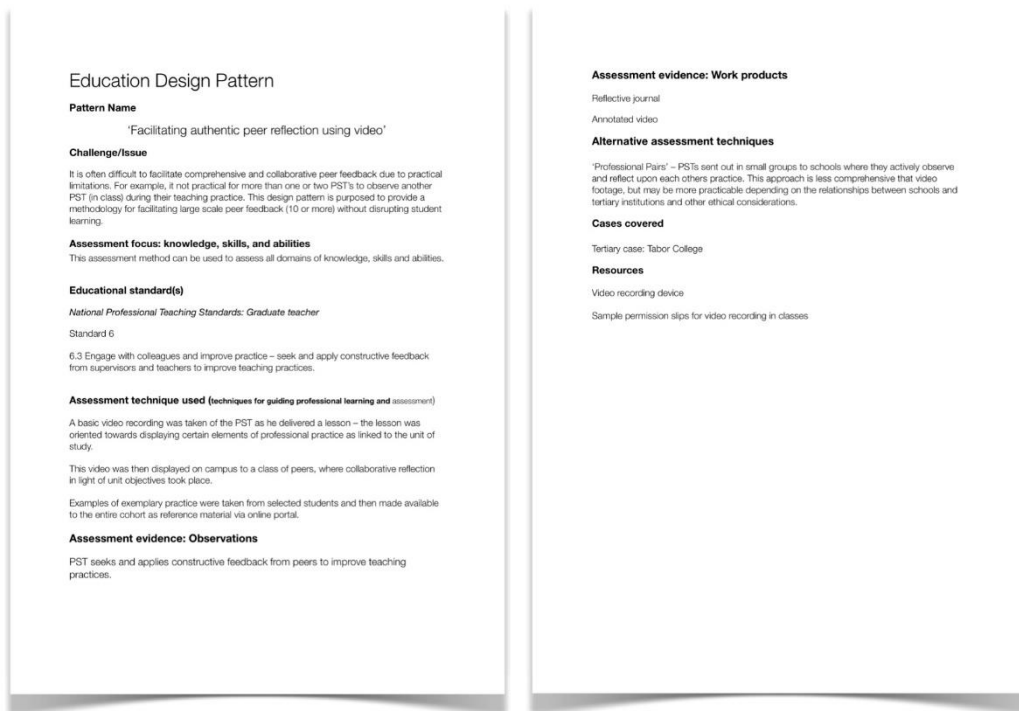 Education Design Pattern
Pattern Name
'Facilitating authentic peer reflection using video'
Challenge/Issue
It is often difficult to facilitate comprehensive and collaborative peer feedback due to practical
limitations. For example, it not practical for more than one or two PST's to observe another
PST (in class) during their teaching practice. This design pattern is purposed to provide a
methodology for facilitating large scale peer feedback (10 or more) without disrupting student
learning.
Assessment focus: knowledge, skills, and abilities
This assessment method can be used to assess all domains of knowledge, skills and abilities.
Educational standard(s)
National Professional Teaching Standards: Graduate teacher
Standard 6
6.3 Engage with colleagues and improve practice – seek and apply constructive feedback
from supervisors and teachers to improve teaching practices.
Assessment technique used (techniques for guiding professional learning and assessment)
A basic video recording was taken of the PST as he delivered a lesson – the lesson was
oriented towards displaying certain elements of professional practice as linked to the unit of
study.
This video was then displayed on campus to a class of peers, where collaborative reflection
in light of unit objectives took place.
Examples of exemplary practice were taken from selected students and then made available
to the entire cohort as reference material via online portal.
Assessment evidence: Observations
PST seeks and applies constructive feedback from peers to improve teaching
practices.
Assessment evidence: Work products
Reflective journal
Annotated video
Alternative assessment techniques
'Professional Pairs' – PSTs sent out in small groups to schools where they actively observe
and reflect upon each others practice. This approach is less comprehensive that video
footage, but may be more practicable depending on the relationships between schools and
tertiary institutions and other ethical considerations.
Cases covered
Tertiary case: Tabor College
Resources
Video recording device
Sample permission slips for video recording in classes